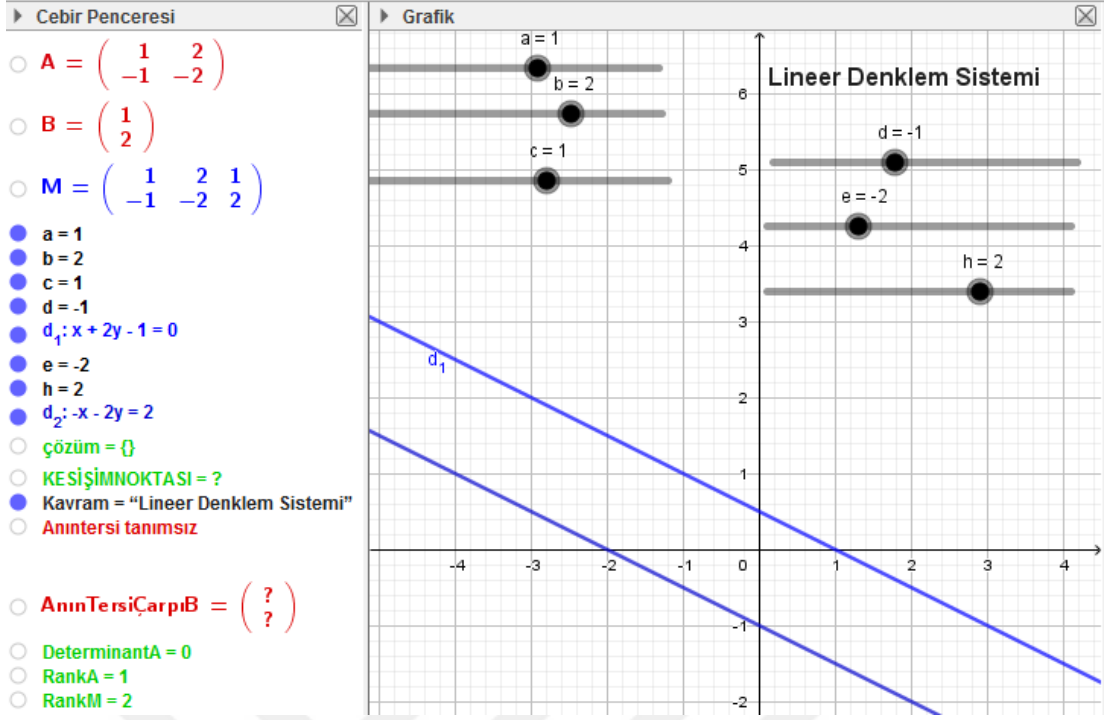 Cebir Penceresi
A = ( 1 2
-1 -2 )
B = ( 1
2 )
M = ( 1 2 1
-1 -2 2 )
a = 1
b = 2
c = 1
d = -1
d₁: x + 2y - 1 = 0
e = -2
h = 2
d₂: -x - 2y = 2
çözüm = {}
KESİŞİMNOKTASI = ?
Kavram = “Lineer Denklem Sistemi”
Anıntersi tanımsız
AnınTersiÇarpıB = ( ?
? )
DeterminantA = 0
RankA = 1
RankM = 2
Grafik
a = 1
b = 2
c = 1
Lineer Denklem Sistemi
d = -1
e = -2
h = 2
d₁
6
5
4
3
2
1
-4 -3 -2 -1 0 1 2 3 4
-1
-2